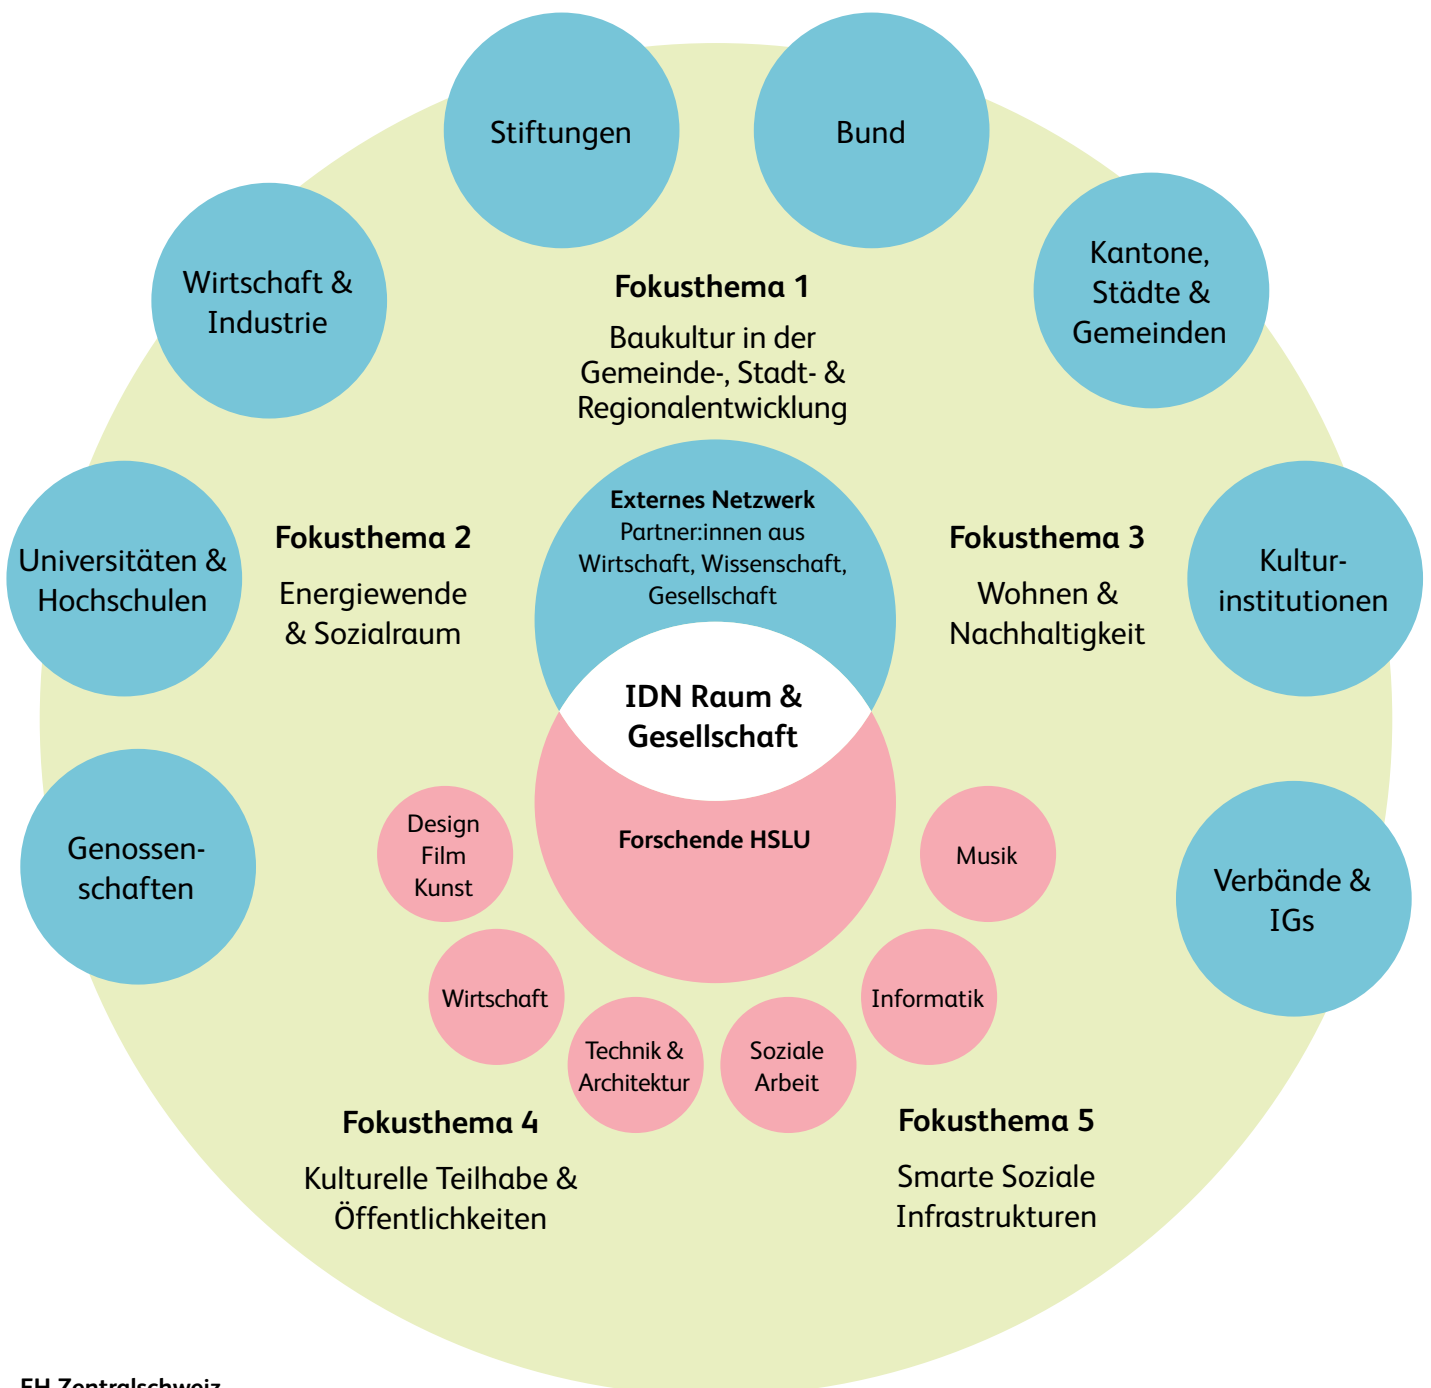 Stiftungen
Bund
Wirtschaft &
Industrie
Kantone,
Städte &
Gemeinden
Fokusthema 1
Baukultur in der
Gemeinde-, Stadt- &
Regionalentwicklung
Universitäten &
Hochschulen
Fokusthema 2
Energiewende
& Sozialraum
Externes Netzwerk
Partner:innen aus
Wirtschaft, Wissenschaft,
Gesellschaft
Fokusthema 3
Wohnen &
Nachhaltigkeit
Kultur-
institutionen
IDN Raum &
Gesellschaft
Genossen-
schaften
Design
Film
Kunst
Forschende HSLU
Musik
Verbände &
IGs
Wirtschaft
Technik &
Architektur
Soziale
Arbeit
Informatik
Fokusthema 4
Kulturelle Teilhabe &
Öffentlichkeiten
Fokusthema 5
Smarte Soziale
Infrastrukturen
FH Zentralschweiz